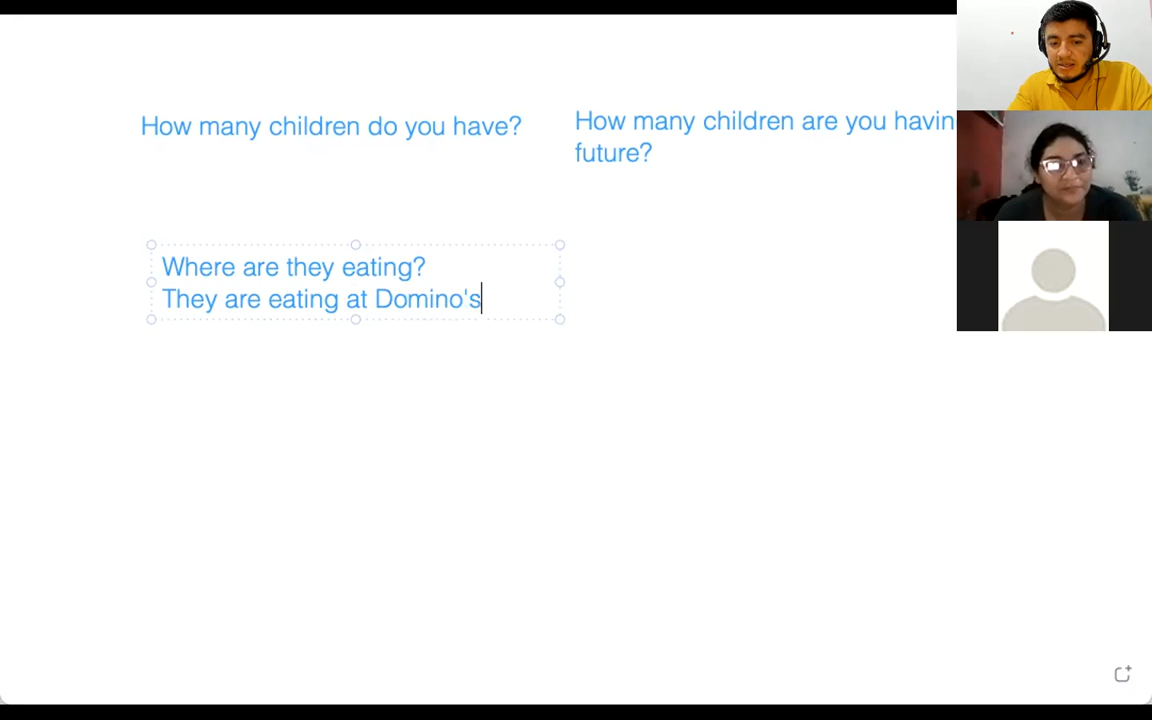 How many children do you have?
How many children are you havin
future?
Where are they eating?
They are eating at Domino's